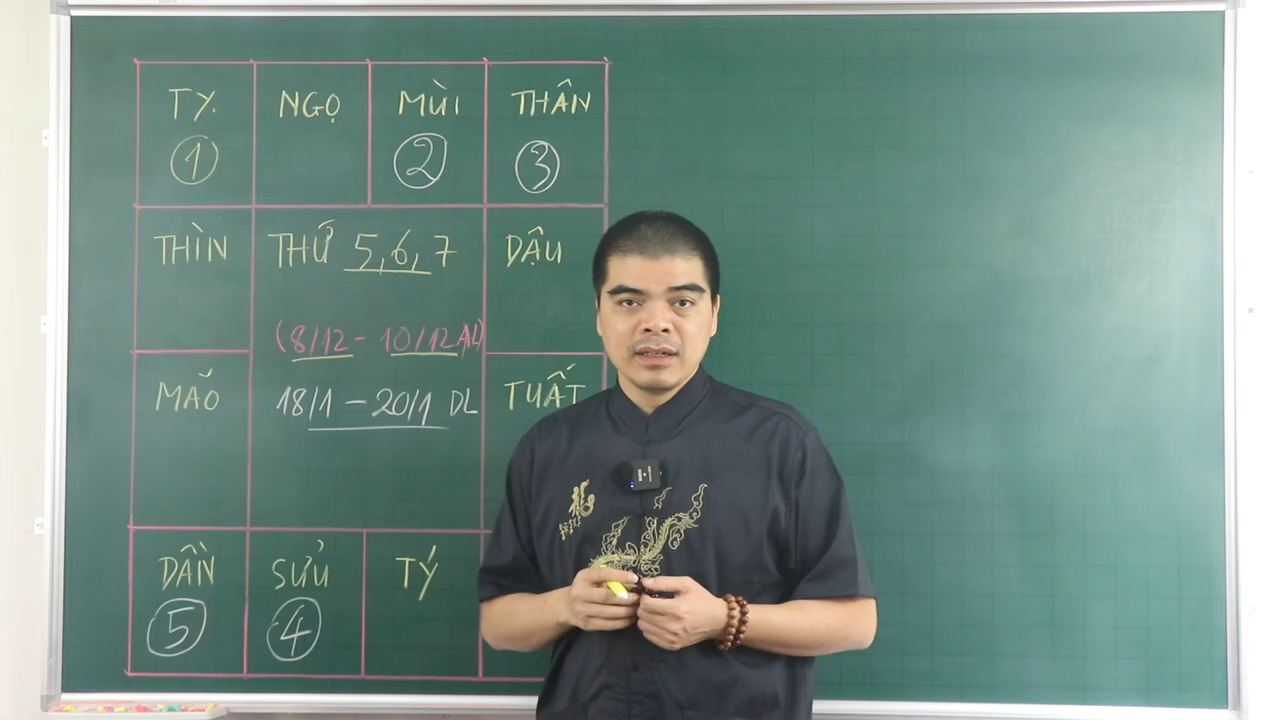 TỴ. NGỌ MÙI THÂN
① ② ③
THÌN THỨ 5,6,7 DẬU
(8/12 - 10/12 AL)
MÃO 18/1 - 20/1 DL TUẤT
DẦN SỬU TÝ
⑤ ④